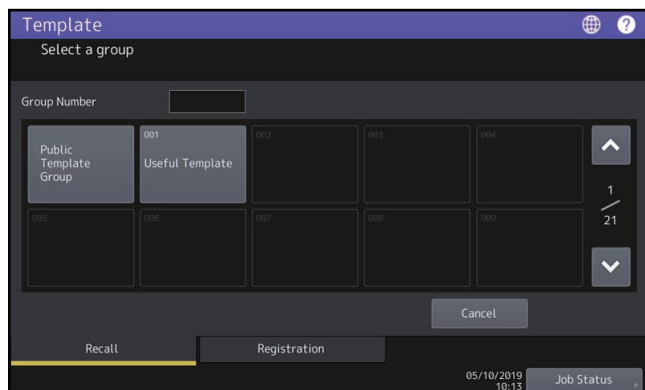 Template
?
Select a group
Group Number
Public
Template
Group
001
Useful Template
002
003
004
005
006
007
008
009
1
21
Cancel
Recall
Registration
05/10/2019
10:13
Job Status